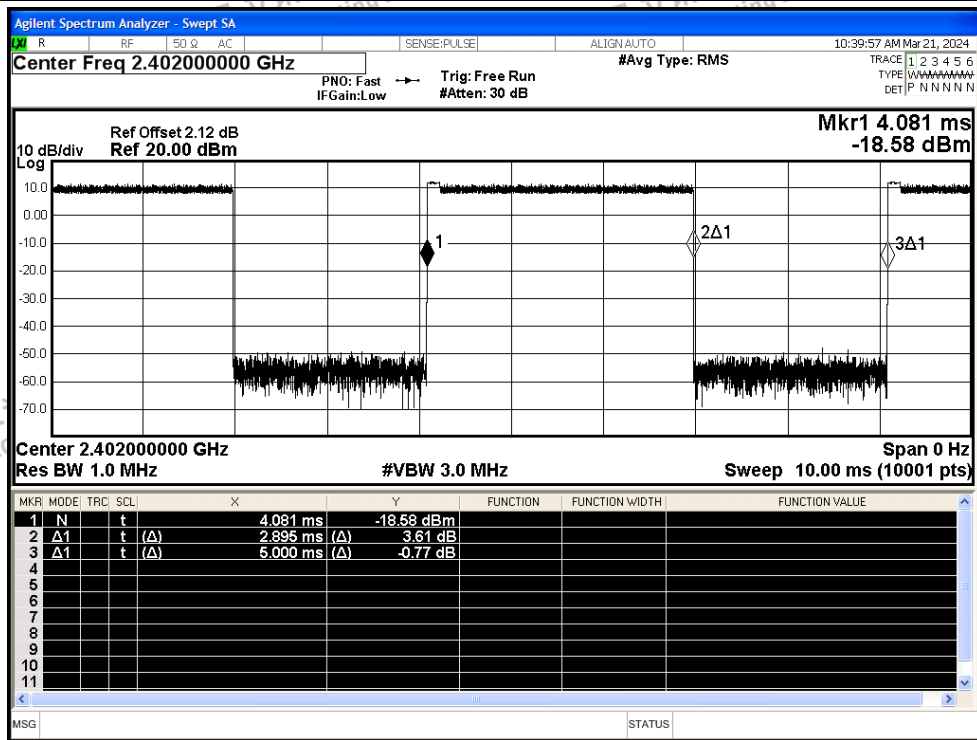 Agilent Spectrum Analyzer - Swept SA
LXI R RF 50 Ω AC SENSE:PULSE ALIGN AUTO 10:39:57 AM Mar 21, 2024
Center Freq 2.402000000 GHz
#Avg Type: RMS
TRACE 1 2 3 4 5 6
PNO: Fast Trig: Free Run
TYPE WWWWWW
IFGain:Low #Atten: 30 dB
DET P N N N N N
Mkr1 4.081 ms
Ref Offset 2.12 dB
10 dB/div Ref 20.00 dBm -18.58 dBm
Log
10.0
0.00
-10.0
-20.0
-30.0
-40.0
-50.0
-60.0
-70.0
1
2Δ1
3Δ1
Center 2.402000000 GHz Span 0 Hz
Res BW 1.0 MHz #VBW 3.0 MHz Sweep 10.00 ms (10001 pts)
MKR MODE TRC SCL X Y FUNCTION FUNCTION WIDTH FUNCTION VALUE
1 N t 4.081 ms -18.58 dBm
2 Δ1 t (Δ) 2.895 ms (Δ) 3.61 dB
3 Δ1 t (Δ) 5.000 ms (Δ) -0.77 dB
4
5
6
7
8
9
10
11
MSG STATUS